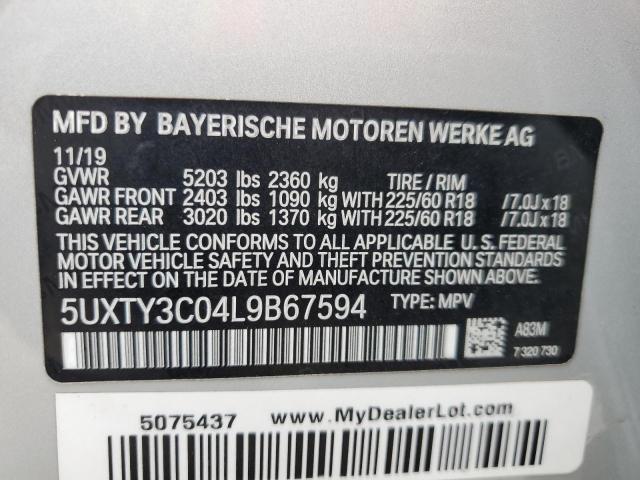 MFD BY BAYERISCHE MOTOREN WERKE AG
11/19
GVWR 5203 lbs 2360 kg TIRE / RIM
GAWR FRONT 2403 lbs 1090 kg WITH 225/60 R18 /7.0J x 18
GAWR REAR 3020 lbs 1370 kg WITH 225/60 R18 /7.0J x 18
THIS VEHICLE CONFORMS TO ALL APPLICABLE U. S. FEDERAL
MOTOR VEHICLE SAFETY AND THEFT PREVENTION STANDARDS
IN EFFECT ON THE DATE OF MANUFACTURE SHOWN ABOVE.
5UXTY3C04L9B67594 TYPE: MPV
A83M
7 320 730
5075437 www.MyDealerLot.com